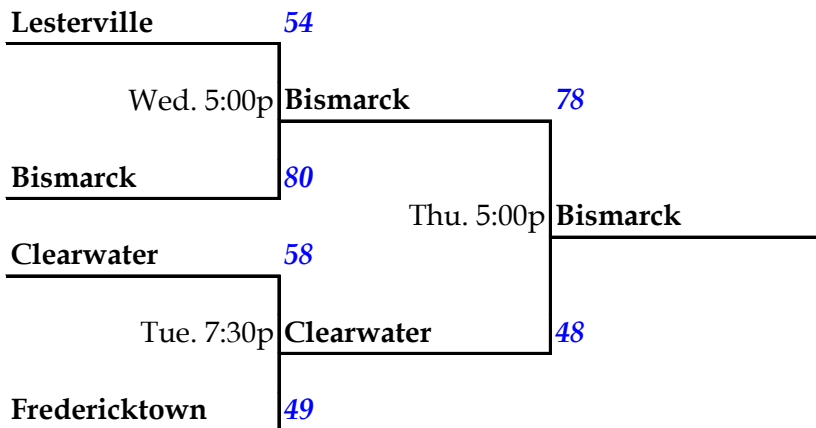 Lesterville 54
Wed. 5:00p Bismarck 78
Bismarck 80
Thu. 5:00p Bismarck
Clearwater 58
Tue. 7:30p Clearwater 48
Fredericktown 49